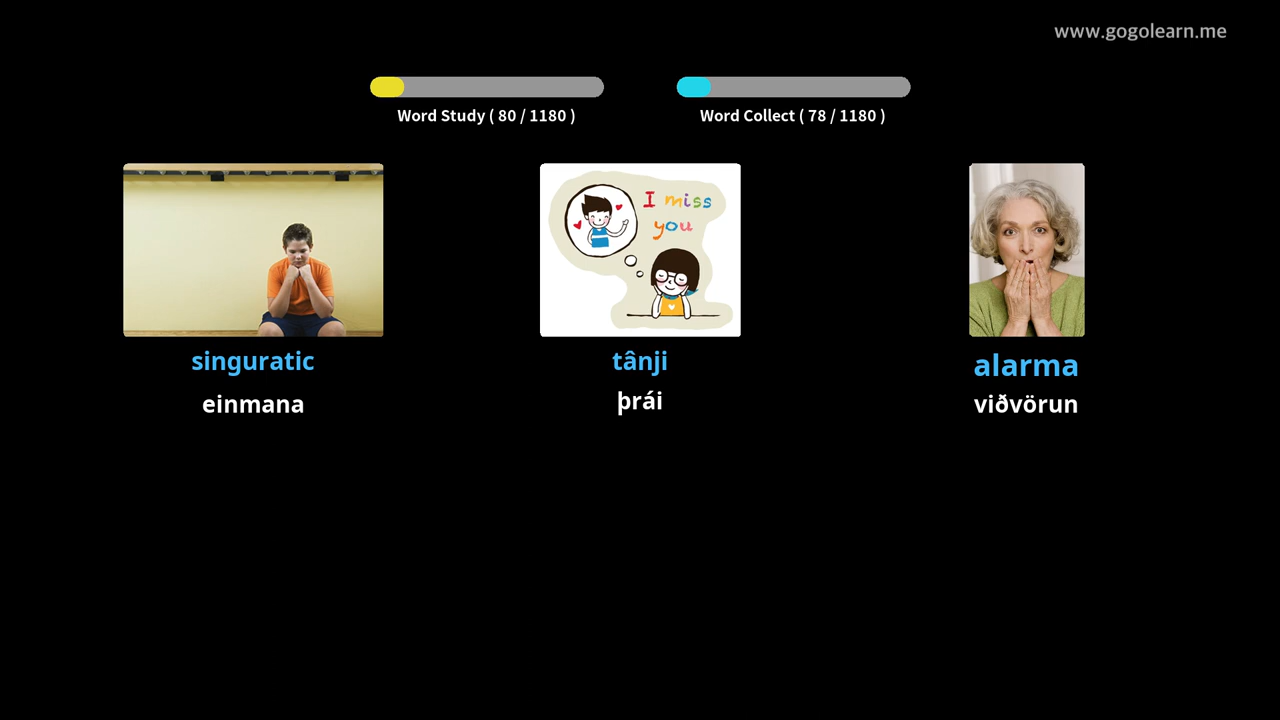 www.gogolearn.me
Word Study ( 80 / 1180 )
Word Collect ( 78 / 1180 )
I miss
you
singuratic
tânji
alarma
einmana
þrái
viðvörun